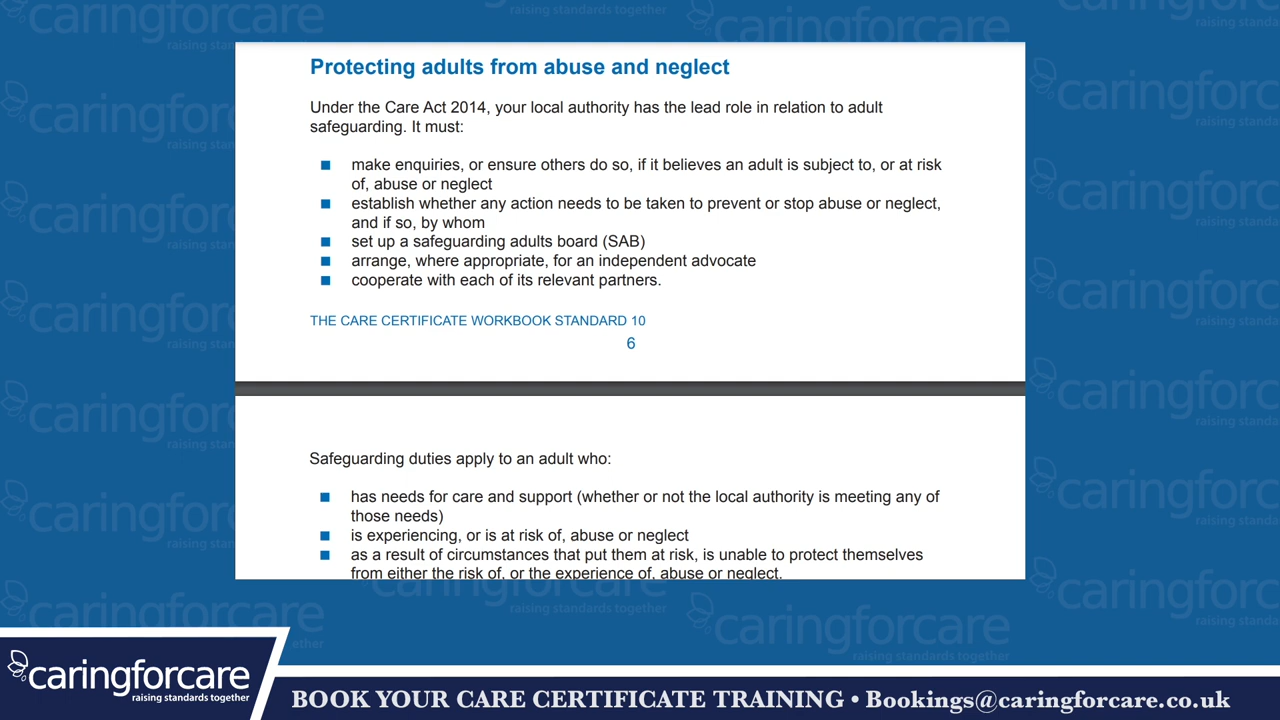 Protecting adults from abuse and neglect
Under the Care Act 2014, your local authority has the lead role in relation to adult
safeguarding. It must:
make enquiries, or ensure others do so, if it believes an adult is subject to, or at risk
of, abuse or neglect
establish whether any action needs to be taken to prevent or stop abuse or neglect,
and if so, by whom
set up a safeguarding adults board (SAB)
arrange, where appropriate, for an independent advocate
cooperate with each of its relevant partners.
THE CARE CERTIFICATE WORKBOOK STANDARD 10
6
Safeguarding duties apply to an adult who:
has needs for care and support (whether or not the local authority is meeting any of
those needs)
is experiencing, or is at risk of, abuse or neglect
as a result of circumstances that put them at risk, is unable to protect themselves
from either the risk of, or the experience of, abuse or neglect.
caringforcare
raising standards together
BOOK YOUR CARE CERTIFICATE TRAINING • Bookings@caringforcare.co.uk